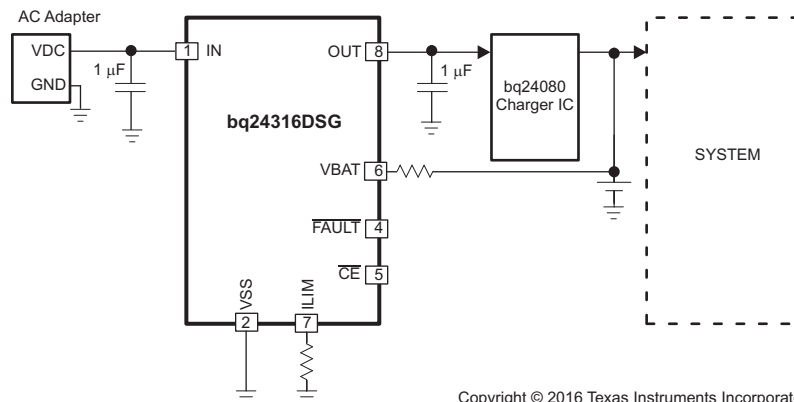 AC Adapter
VDC
GND
1 μF
1
IN
OUT
8
1 μF
bq24316DSG
bq24080
Charger IC
SYSTEM
VBAT
6
FAULT
4
CE
5
VSS
2
ILIM
7